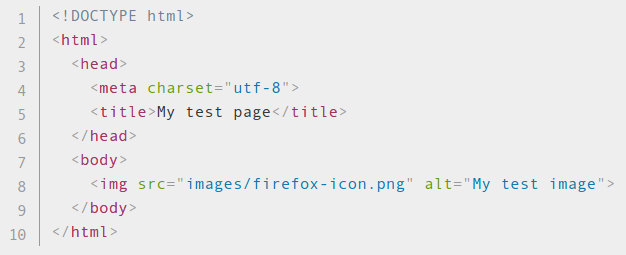 1 <!DOCTYPE html>
2 <html>
3   <head>
4     <meta charset="utf-8">
5     <title>My test page</title>
6   </head>
7   <body>
8     <img src="images/firefox-icon.png" alt="My test image">
9   </body>
10 </html>